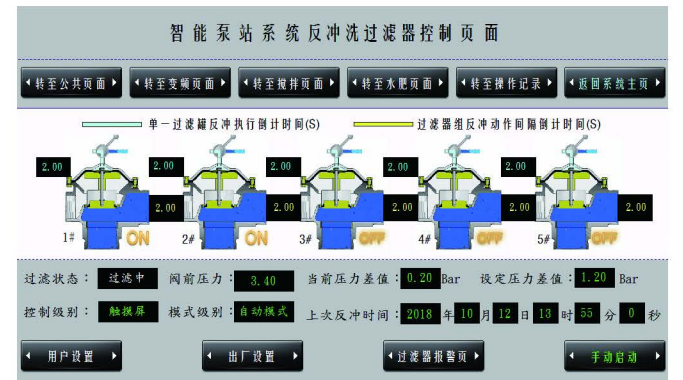 智能泵站系统反冲洗过滤器控制页面
转至公共页面 转至变频页面 转至搅拌页面 转至水肥页面 转至操作记录 返回系统主页
单一过滤罐反冲执行倒计时间(S) 过滤器组反冲动作间隔倒计时间(S)
2.00 2.00 2.00 2.00 2.00
2.00 2.00 2.00 2.00 2.00
1# ON 2# ON 3# OFF 4# OFF 5# OFF
过滤状态： 过滤中 阀前压力： 3.40 当前压力差值： 0.20 Bar 设定压力差值： 1.20 Bar
控制级别： 触摸屏 模式级别： 自动模式 上次反冲时间： 2018 年 10 月 12 日 13 时 55 分 0 秒
用户设置 出厂设置 过滤器报警页 手动启动